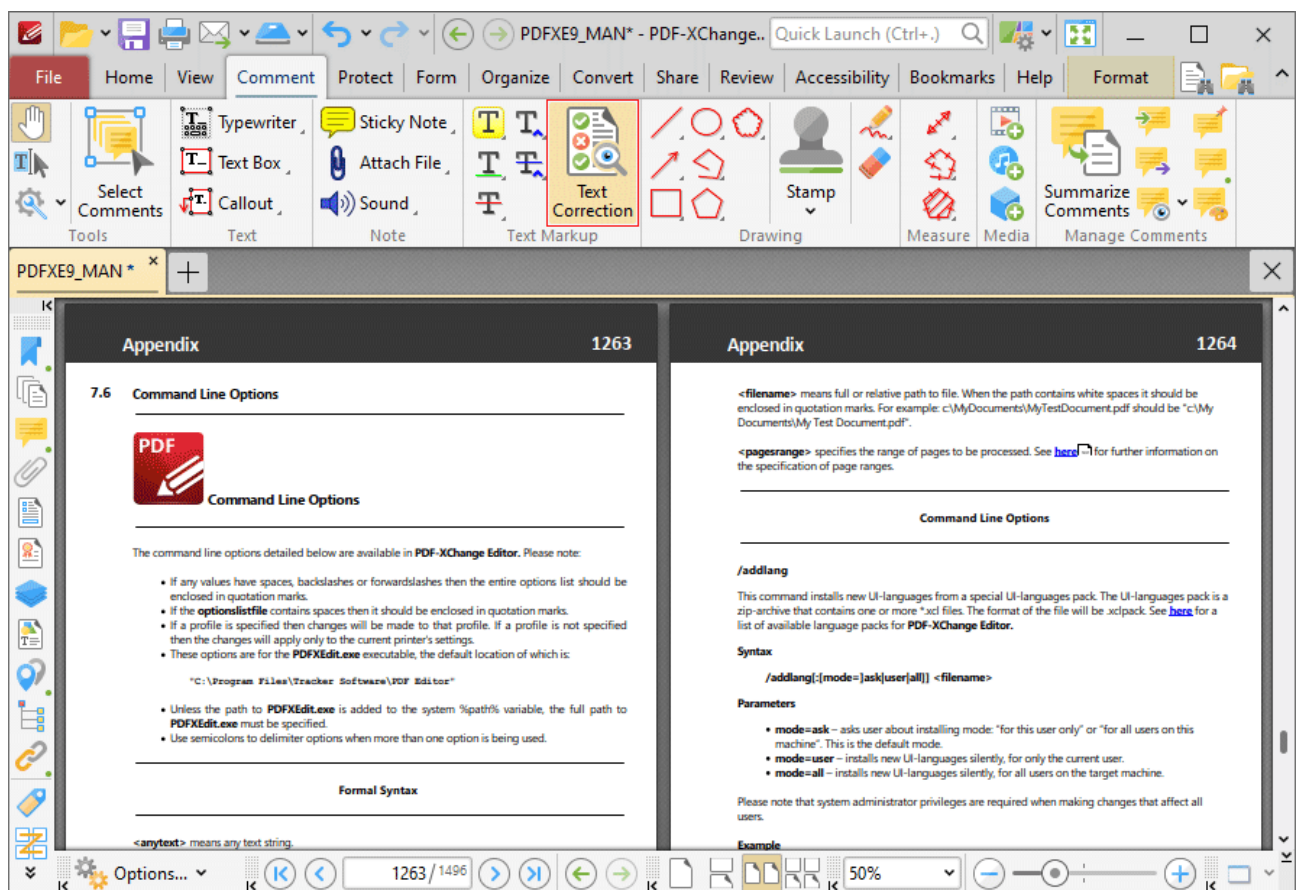 PDFXE9_MAN* - PDF-XChange..
Quick Launch (Ctrl+.)
File Home View Comment Protect Form Organize Convert Share Review Accessibility Bookmarks Help Format
Select Comments
Tools
Typewriter
Text Box
Callout
Text
Sticky Note
Attach File
Sound
Note
Text Correction
Text Markup
Stamp
Drawing
Measure
Media
Summarize Comments
Manage Comments
PDFXE9_MAN *
Appendix 1263
7.6 Command Line Options
PDF
Command Line Options
The command line options detailed below are available in PDF-XChange Editor. Please note:
• If any values have spaces, backslashes or forwardslashes then the entire options list should be
enclosed in quotation marks.
• If the optionslistfile contains spaces then it should be enclosed in quotation marks.
• If a profile is specified then changes will be made to that profile. If a profile is not specified
then the changes will apply only to the current printer's settings.
• These options are for the PDFXEdit.exe executable, the default location of which is:
"C:\Program Files\Tracker Software\PDF Editor"
• Unless the path to PDFXEdit.exe is added to the system %path% variable, the full path to
PDFXEdit.exe must be specified.
• Use semicolons to delimiter options when more than one option is being used.
Formal Syntax
<anytext> means any text string.
Appendix 1264
<filename> means full or relative path to file. When the path contains white spaces it should be
enclosed in quotation marks. For example: c:\MyDocuments\MyTestDocument.pdf should be "c:\My
Documents\My Test Document.pdf".
<pagesrange> specifies the range of pages to be processed. See here for further information on
the specification of page ranges.
Command Line Options
/addlang
This command installs new UI-languages from a special UI-languages pack. The UI-languages pack is a
zip-archive that contains one or more *.xcl files. The format of the file will be .xclpack. See here for a
list of available language packs for PDF-XChange Editor.
Syntax
/addlang[:[mode=]ask|user|all]] <filename>
Parameters
• mode=ask – asks user about installing mode: "for this user only" or "for all users on this
machine". This is the default mode.
• mode=user – installs new UI-languages silently, for only the current user.
• mode=all – installs new UI-languages silently, for all users on the target machine.
Please note that system administrator privileges are required when making changes that affect all
users.
Example
Options...
1263 / 1496
50%